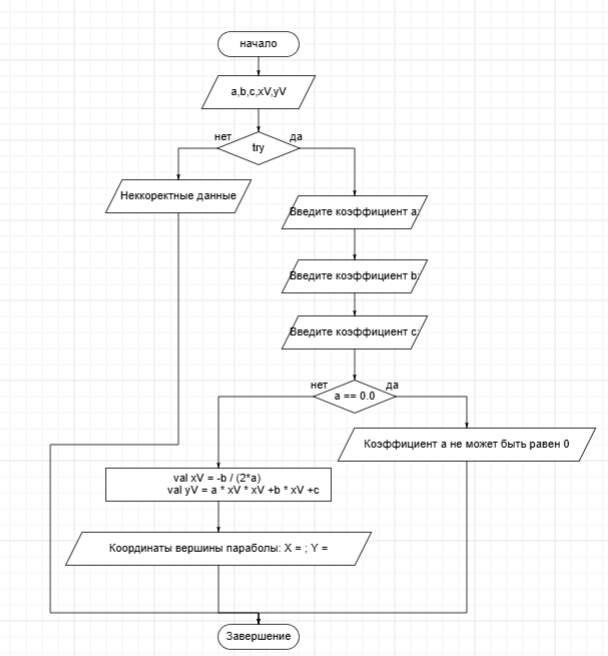 начало
a,b,c,xV,yV
нет
да
try
Неккоректные данные
Введите коэффициент a:
Введите коэффициент b:
Введите коэффициент c:
нет
да
a == 0.0
Коэффициент a не может быть равен 0
val xV = -b / (2*a)
val yV = a * xV * xV +b * xV +c
Координаты вершины параболы: X = ; Y =
Завершение